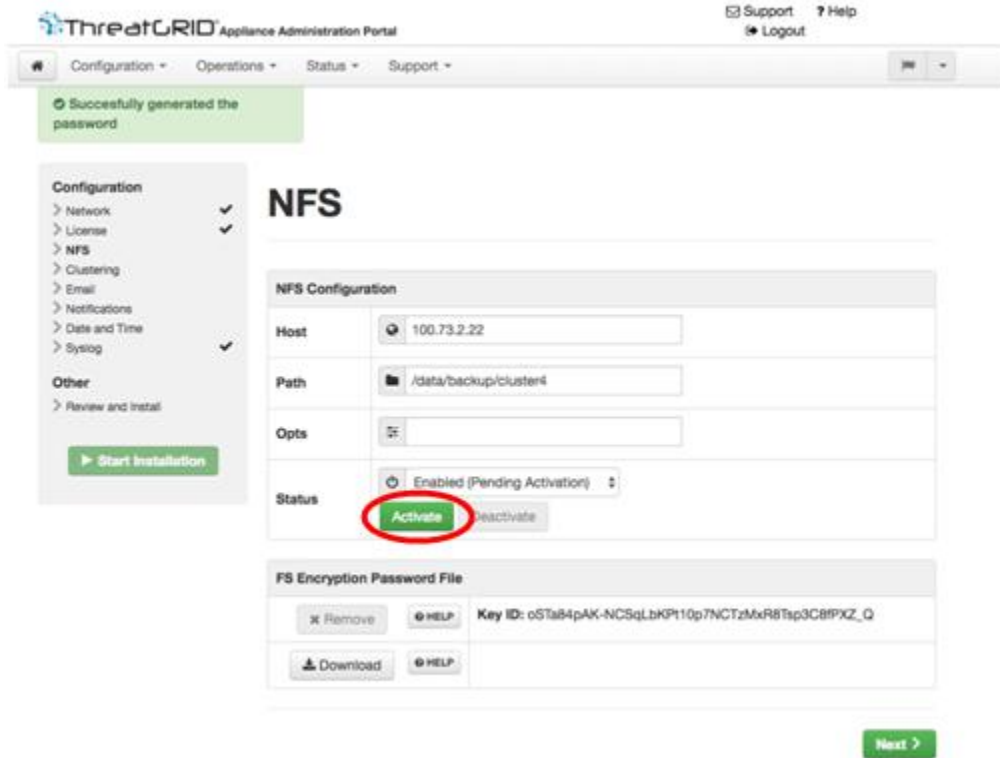 ThreatGRID Appliance Administration Portal
Support ? Help
Logout
Configuration Operations Status Support
Succesfully generated the
password
Configuration
Network
License
NFS
Clustering
Email
Notifications
Date and Time
Syslog
Other
Review and Install
Start Installation
NFS
NFS Configuration
Host 100.73.2.22
Path /data/backup/cluster4
Opts
Status Enabled (Pending Activation)
Activate Deactivate
FS Encryption Password File
Remove HELP Key ID: oSTa84pAK-NCSqLbKPt10p7NCTzMxR8Tsp3C8fPXZ_Q
Download HELP
Next